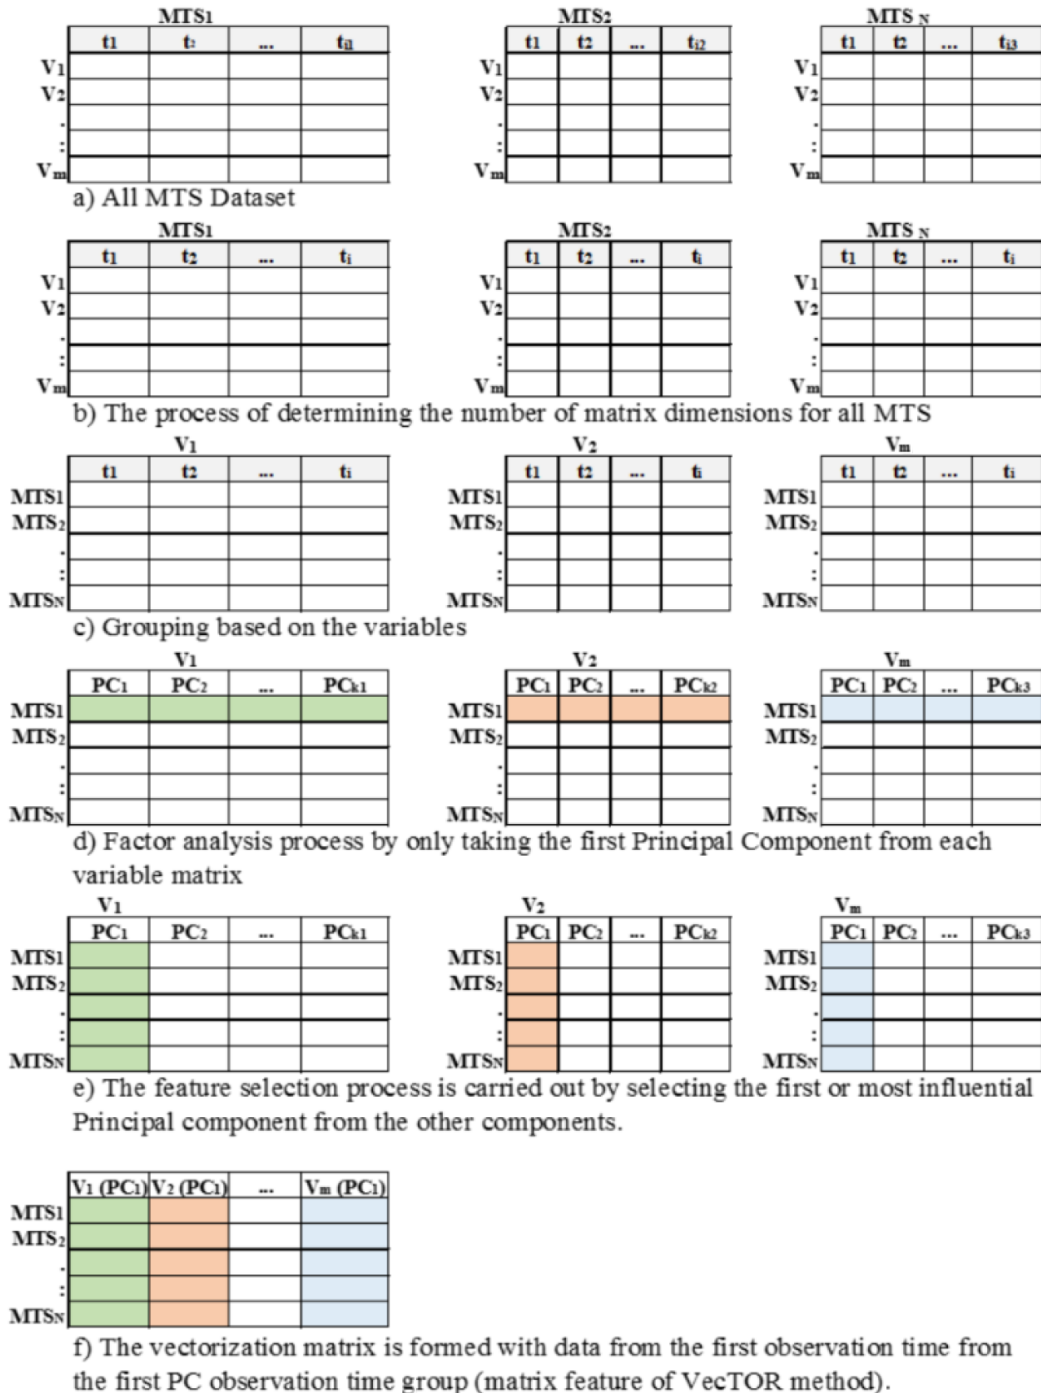 MTS1 MTS2 MTS N
t1 t2 ... ti1 t1 t2 ... ti2 t1 t2 ... ti3
V1 V1 V1
V2 V2 V2
. . .
: : :
Vm Vm Vm
a) All MTS Dataset
MTS1 MTS2 MTS N
t1 t2 ... ti t1 t2 ... ti t1 t2 ... ti
V1 V1 V1
V2 V2 V2
. . .
: : :
Vm Vm Vm
b) The process of determining the number of matrix dimensions for all MTS
V1 V2 Vm
t1 t2 ... ti t1 t2 ... ti t1 t2 ... ti
MTS1 MTS1 MTS1
MTS2 MTS2 MTS2
. . .
: : :
MTSN MTSN MTSN
c) Grouping based on the variables
V1 V2 Vm
PC1 PC2 ... PCk1 PC1 PC2 ... PCk2 PC1 PC2 ... PCk3
MTS1 MTS1 MTS1
MTS2 MTS2 MTS2
. . .
: : :
MTSN MTSN MTSN
d) Factor analysis process by only taking the first Principal Component from each
variable matrix
V1 V2 Vm
PC1 PC2 ... PCk1 PC1 PC2 ... PCk2 PC1 PC2 ... PCk3
MTS1 MTS1 MTS1
MTS2 MTS2 MTS2
. . .
: : :
MTSN MTSN MTSN
e) The feature selection process is carried out by selecting the first or most influential
Principal component from the other components.
V1 (PC1) V2 (PC1) ... Vm (PC1)
MTS1
MTS2
.
:
MTSN
f) The vectorization matrix is formed with data from the first observation time from
the first PC observation time group (matrix feature of VecTOR method).